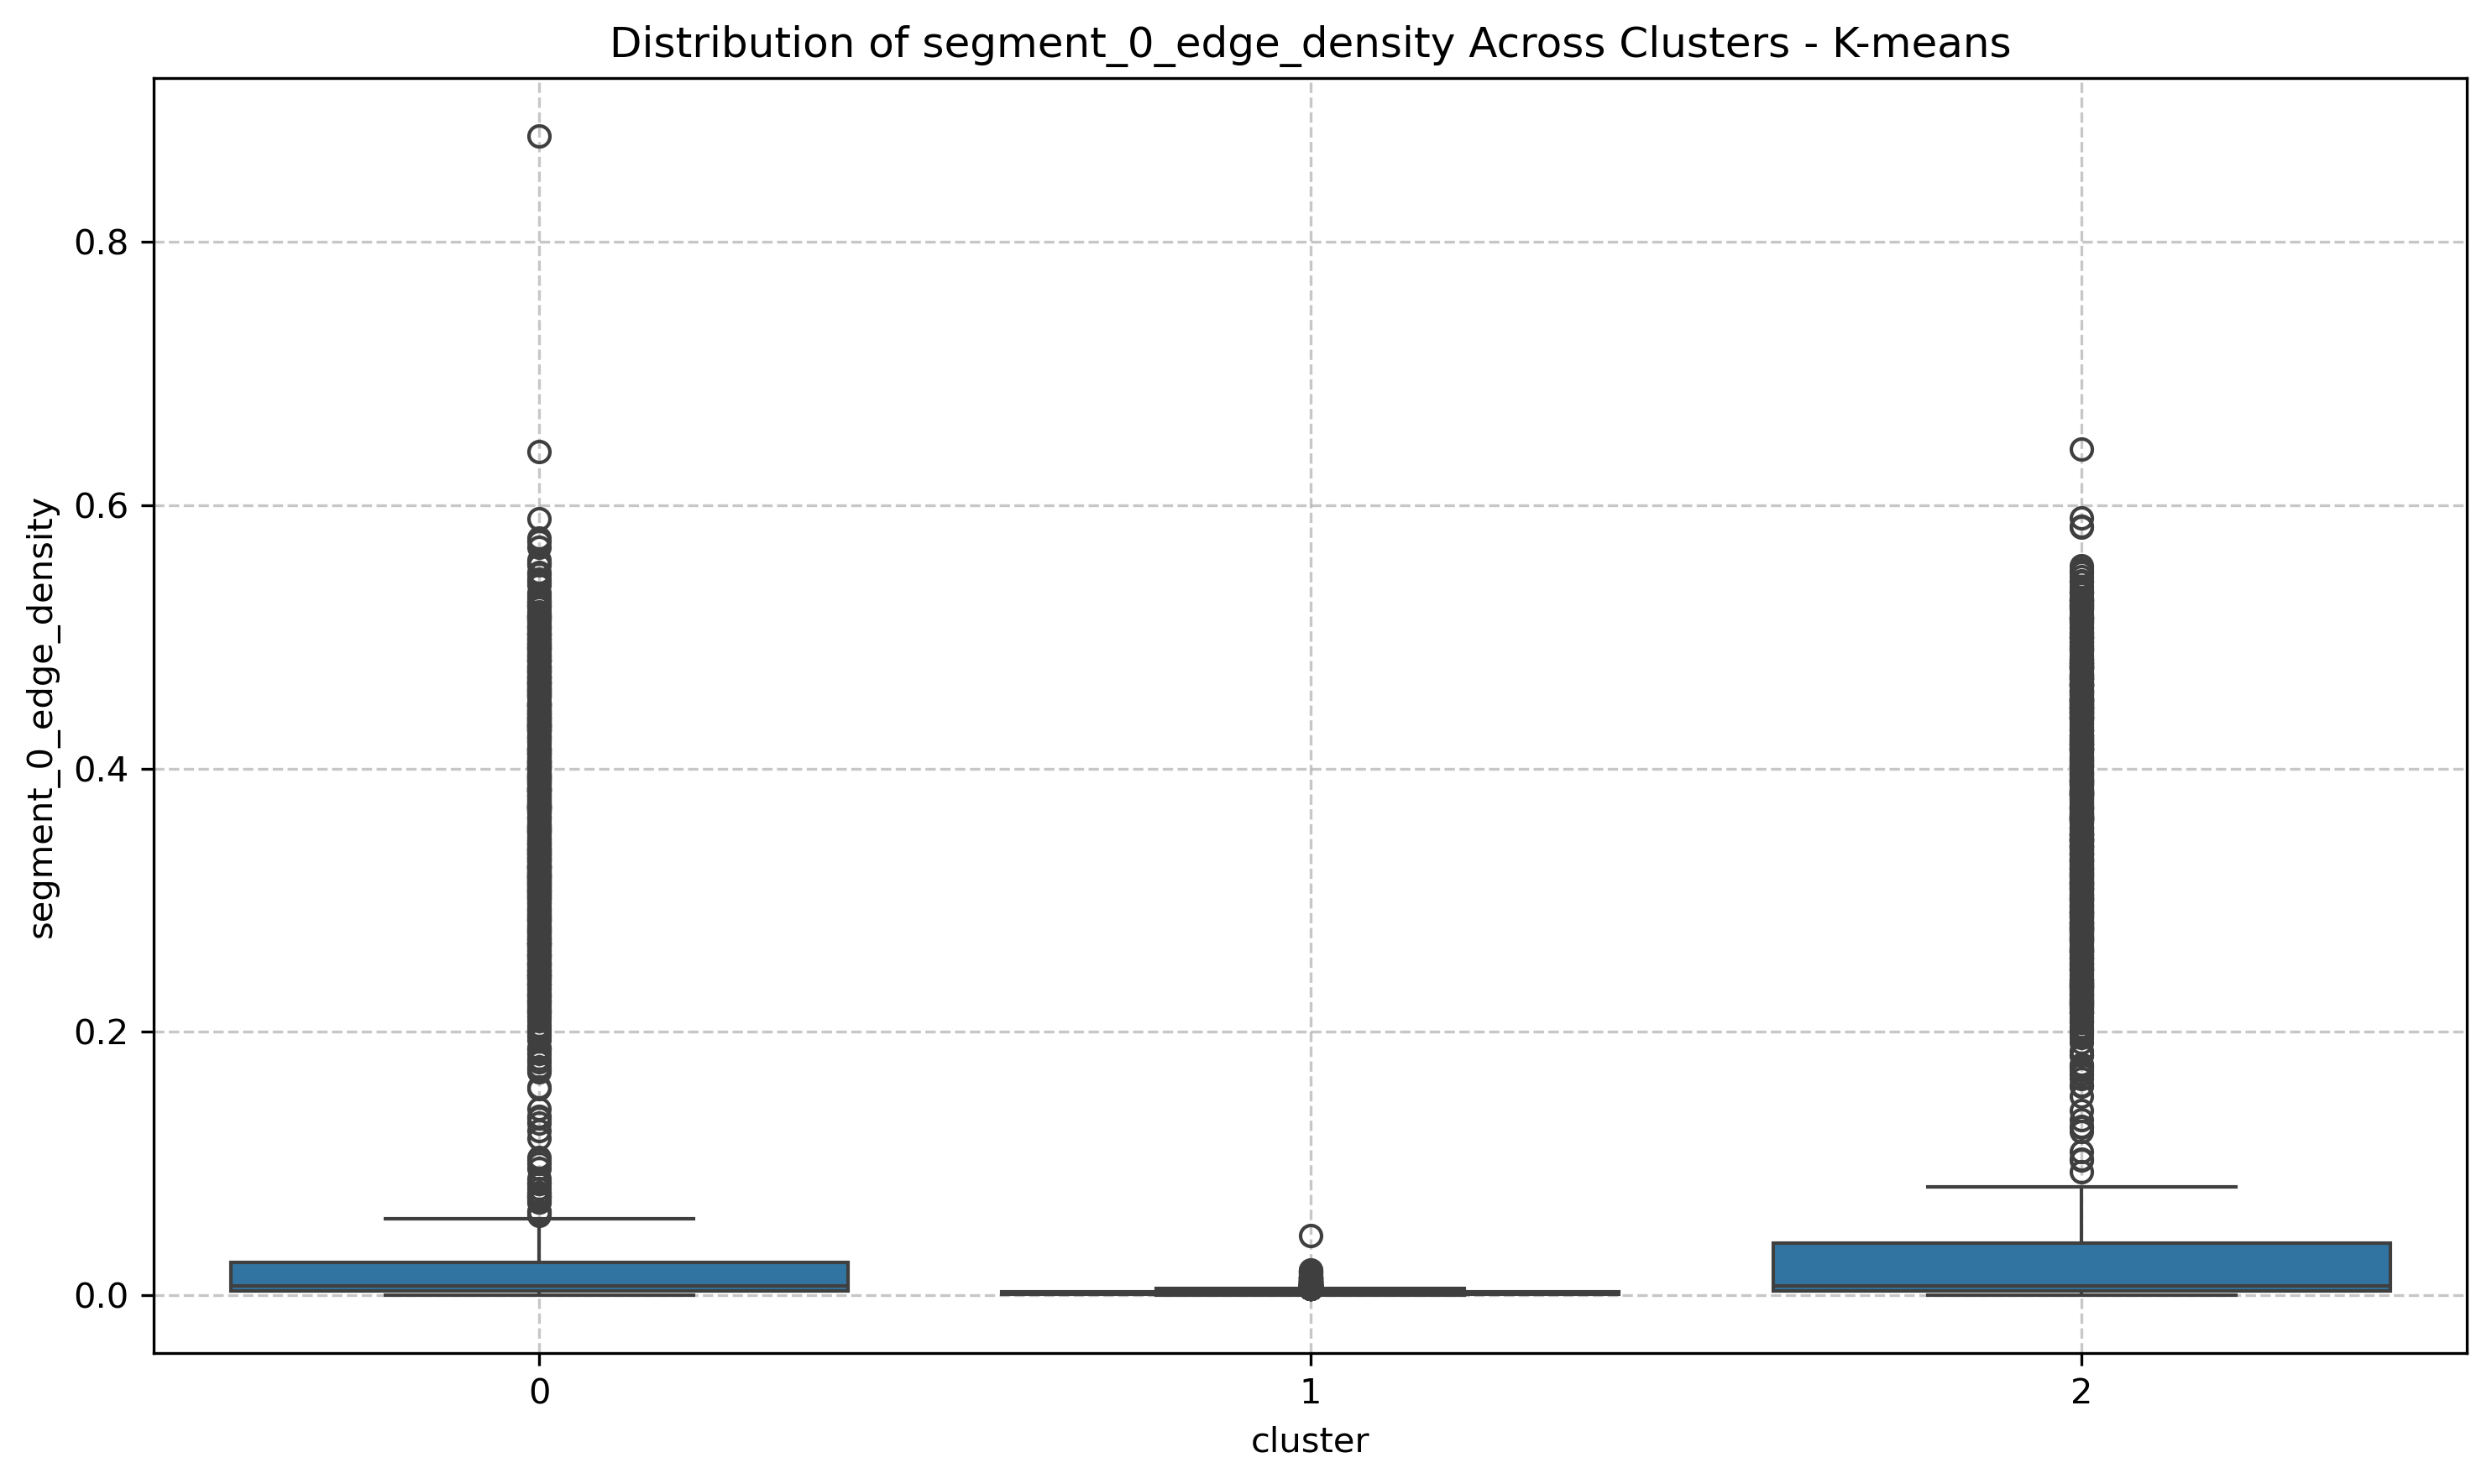 Distribution of segment_0_edge_density Across Clusters - K-means
segment_0_edge_density
0.8
0.6
0.4
0.2
0.0
0
1
2
cluster